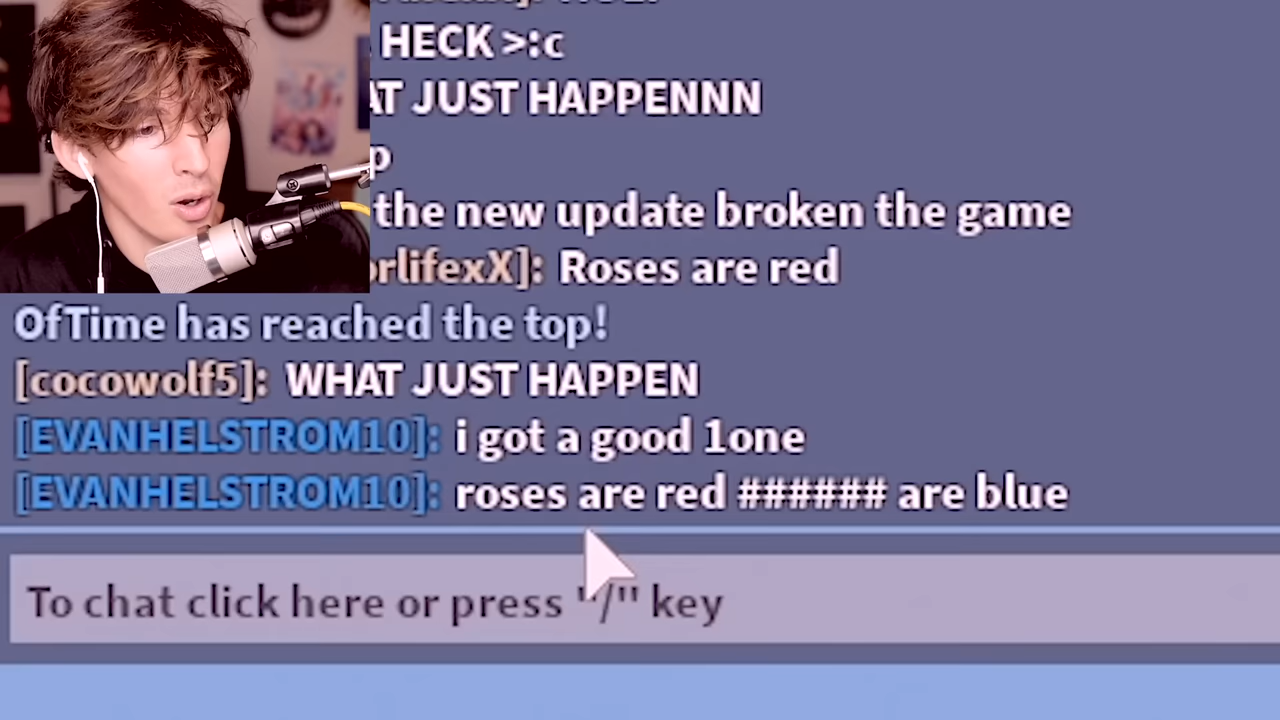 HECK >:c
AT JUST HAPPENNN
p
the new update broken the game
orlifexX]: Roses are red
OfTime has reached the top!
[cocowolf5]: WHAT JUST HAPPEN
[EVANHELSTROM10]: i got a good 1one
[EVANHELSTROM10]: roses are red ###### are blue
To chat click here or press "/" key